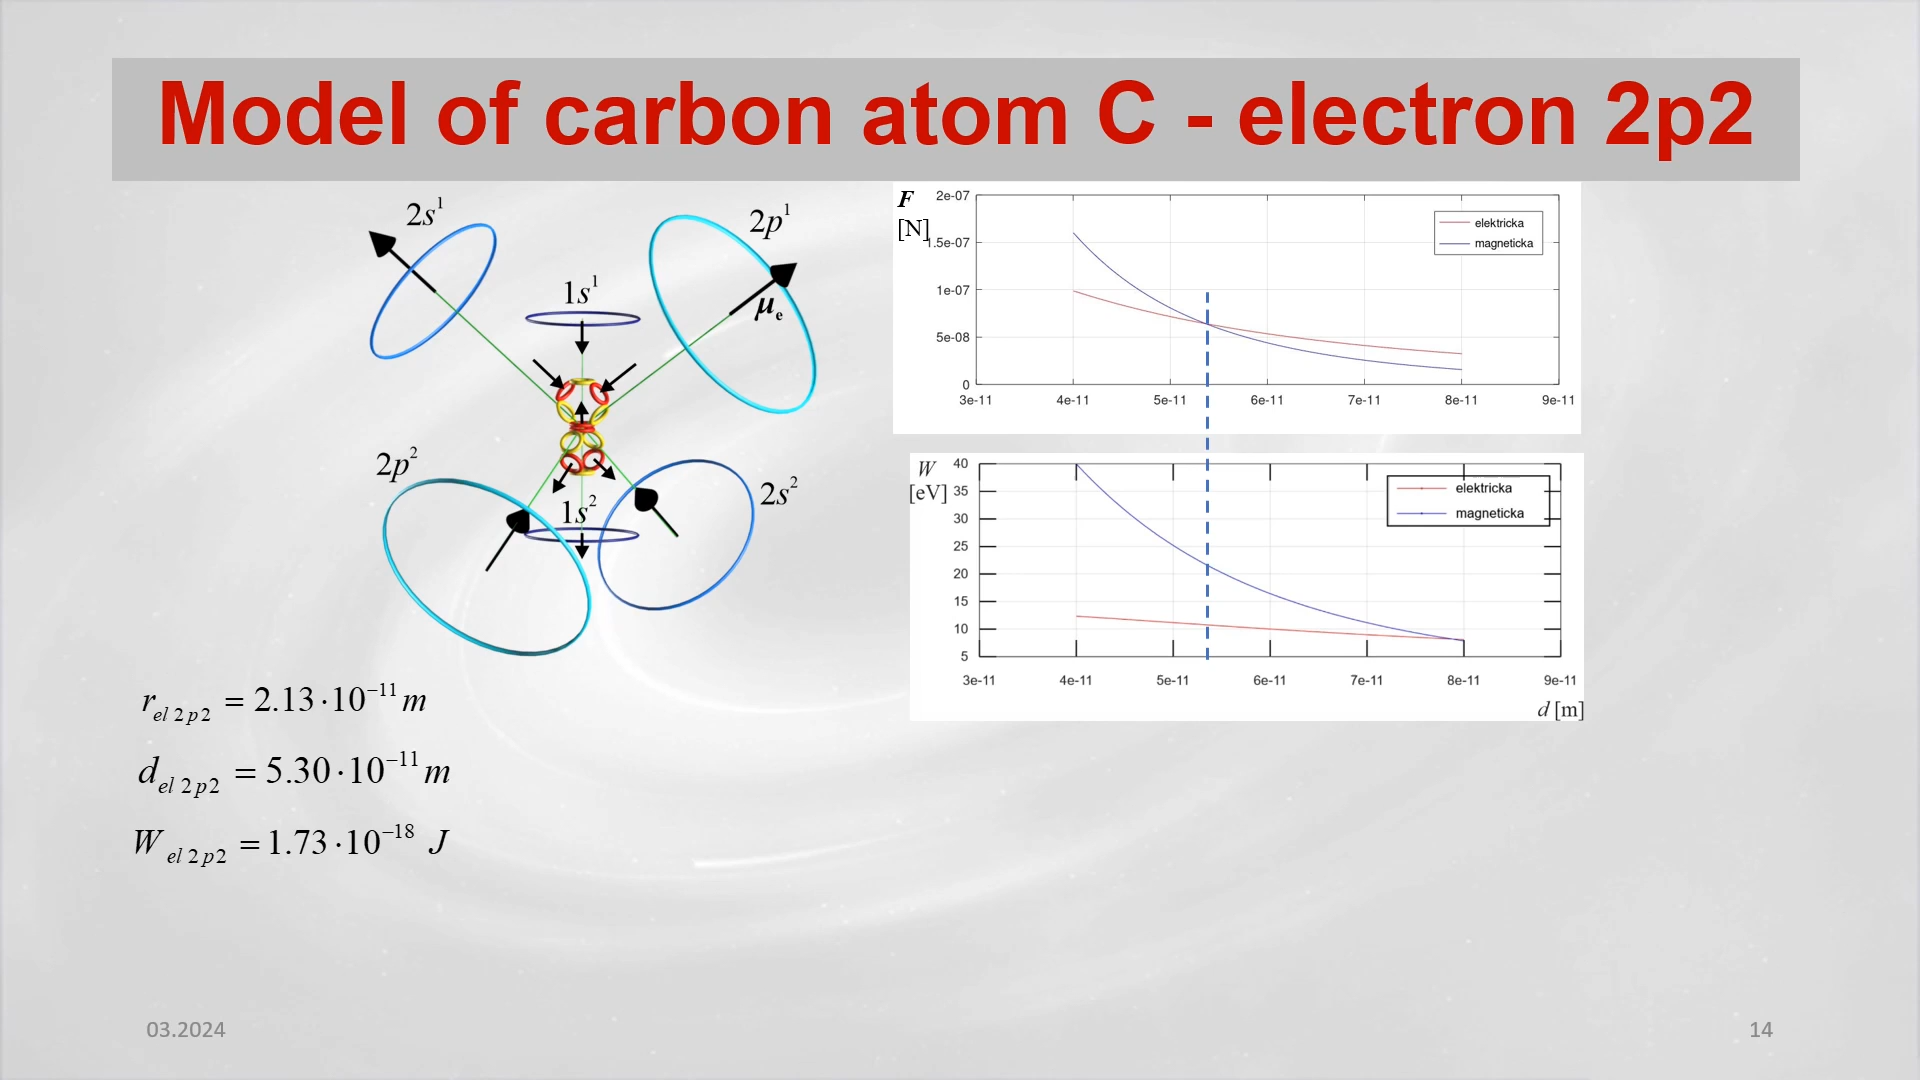 Model of carbon atom C - electron 2p2
2s¹
2p¹
1s¹
μₑ
2p²
1s²
2s²
F
[N]
2e-07
1.5e-07
1e-07
5e-08
0
3e-11 4e-11 5e-11 6e-11 7e-11 8e-11 9e-11
elektricka
magneticka
W
[eV]
40
35
30
25
20
15
10
5
3e-11 4e-11 5e-11 6e-11 7e-11 8e-11 9e-11
elektricka
magneticka
d [m]
r el 2p2 = 2.13·10⁻¹¹ m
d el 2p2 = 5.30·10⁻¹¹ m
W el 2p2 = 1.73·10⁻¹⁸ J
03.2024
14